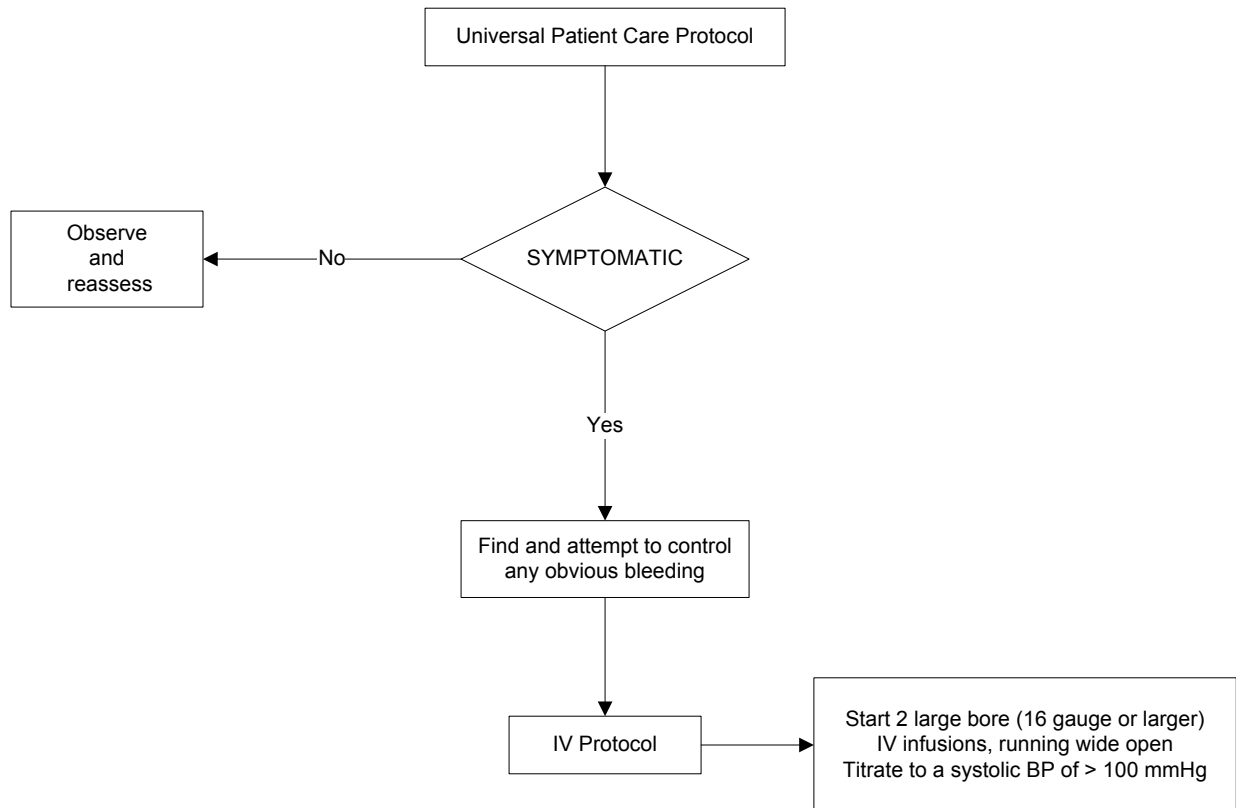 Universal Patient Care Protocol
SYMPTOMATIC
No
Observe
and
reassess
Yes
Find and attempt to control
any obvious bleeding
IV Protocol
Start 2 large bore (16 gauge or larger)
IV infusions, running wide open
Titrate to a systolic BP of > 100 mmHg